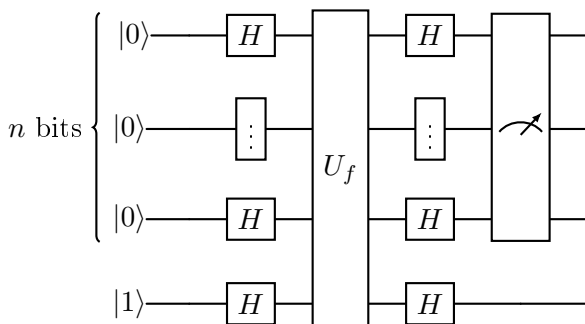 |0⟩ H H
n bits |0⟩ ⋮ ⋮
U_f
|0⟩ H H
|1⟩ H H